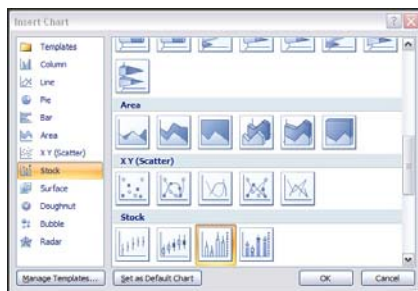 Insert Chart
Templates
Column
Line
Pie
Bar
Area
X Y (Scatter)
Stock
Surface
Doughnut
Bubble
Radar
Area
X Y (Scatter)
Stock
Manage Templates...
Set as Default Chart
OK
Cancel